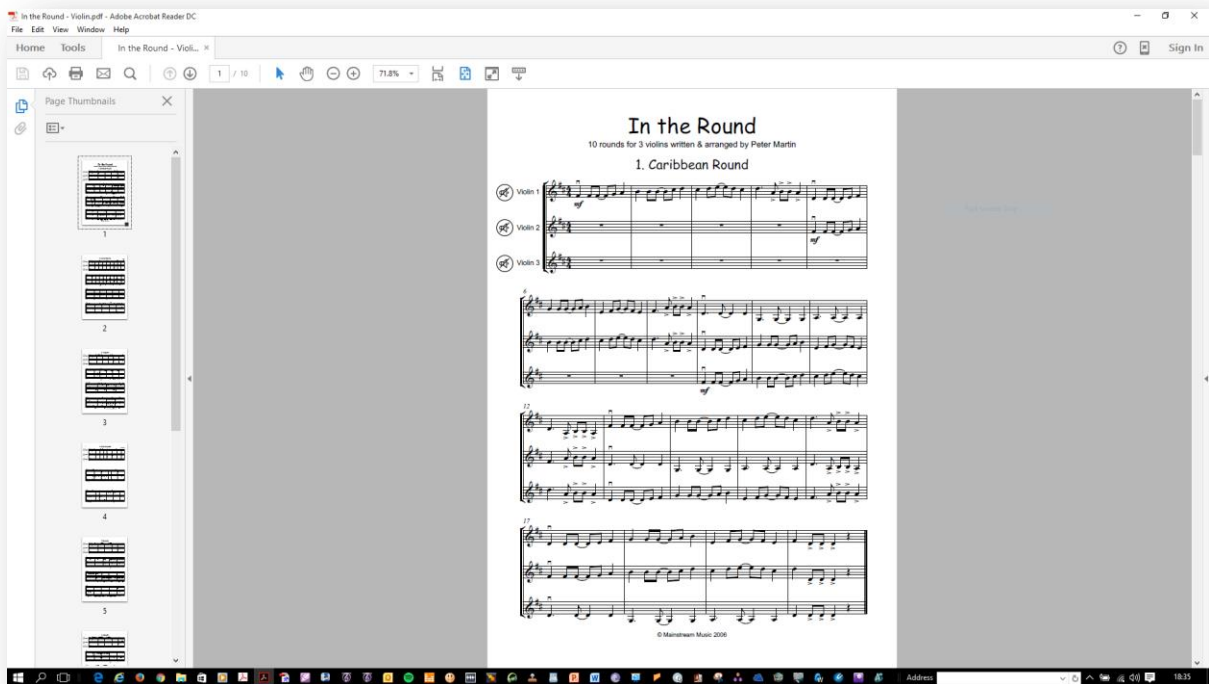 In the Round - Violin.pdf - Adobe Acrobat Reader DC
File Edit View Window Help
Home Tools In the Round - Violi... × Sign In
1 / 10 71.8%
Page Thumbnails
1
2
3
4
5
In the Round
10 rounds for 3 violins written & arranged by Peter Martin
1. Caribbean Round
Violin 1
mf
Violin 2
mf
Violin 3
6
mf
12
17
© Mainstream Music 2006
Address 18:35